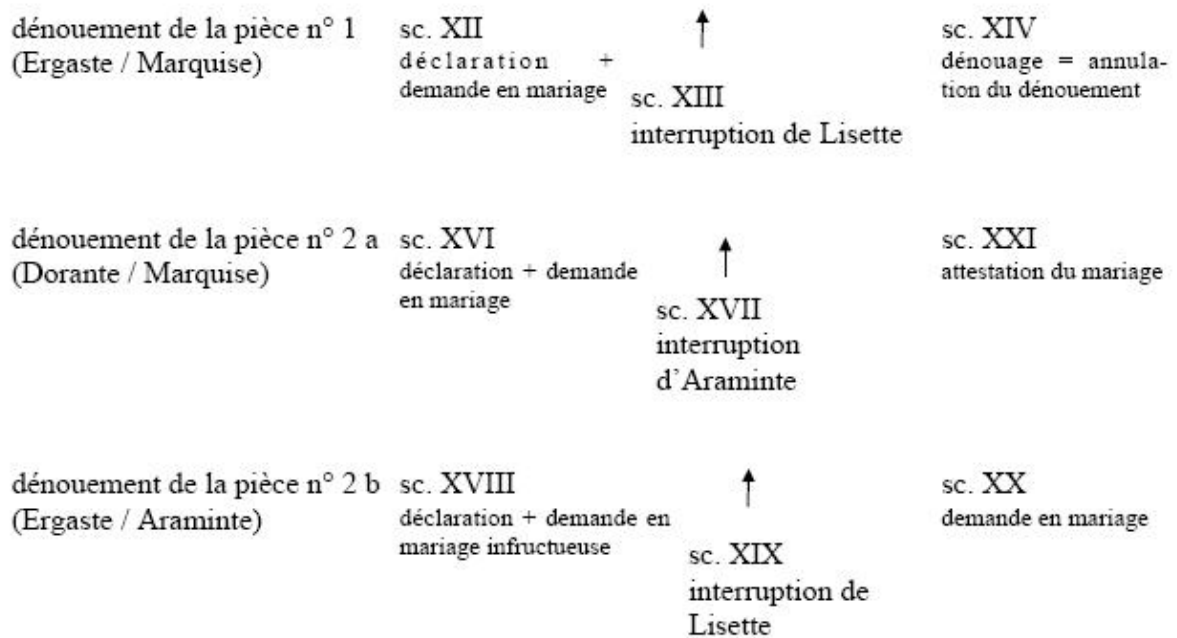 dénouement de la pièce n° 1
(Ergaste / Marquise)
sc. XII
déclaration +
demande en mariage
sc. XIII
interruption de Lisette
sc. XIV
dénouage = annula-
tion du dénouement
dénouement de la pièce n° 2 a
(Dorante / Marquise)
sc. XVI
déclaration + demande
en mariage
sc. XVII
interruption
d’Araminte
sc. XXI
attestation du mariage
dénouement de la pièce n° 2 b
(Ergaste / Araminte)
sc. XVIII
déclaration + demande en
mariage infructueuse
sc. XIX
interruption de
Lisette
sc. XX
demande en mariage